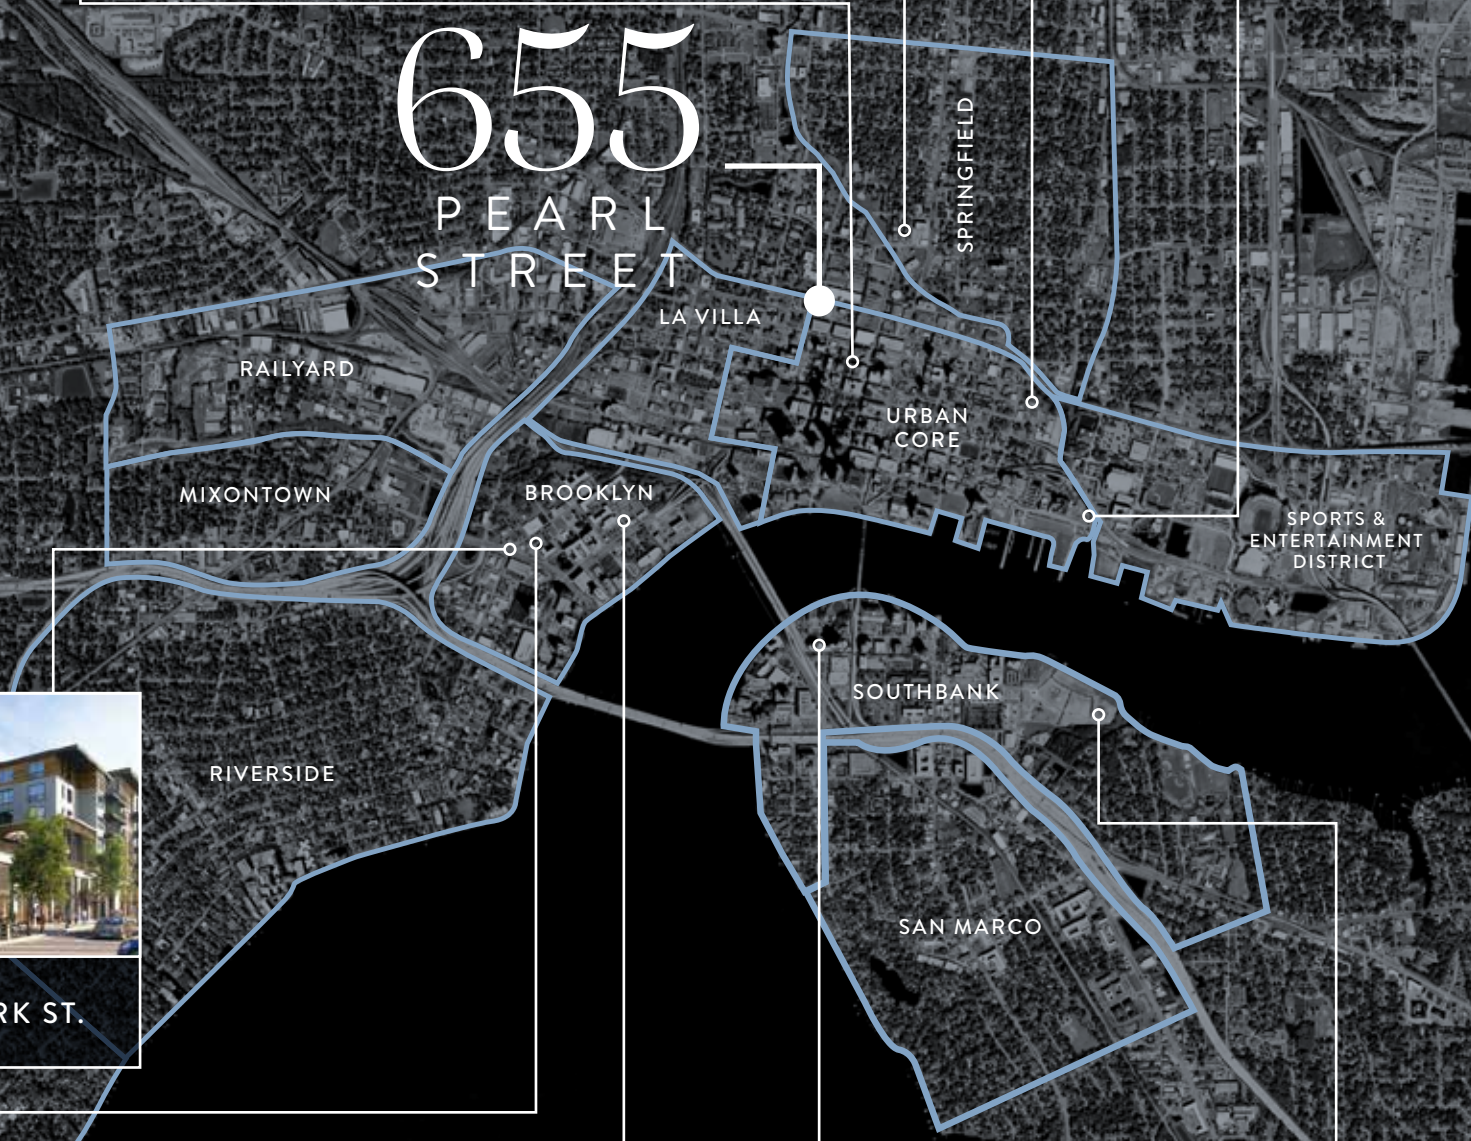 655
PEARL
STREET
SPRINGFIELD
LA VILLA
RAILYARD
URBAN
CORE
MIXONTOWN
BROOKLYN
SPORTS &
ENTERTAINMENT
DISTRICT
SOUTHBANK
RIVERSIDE
SAN MARCO
RK ST.